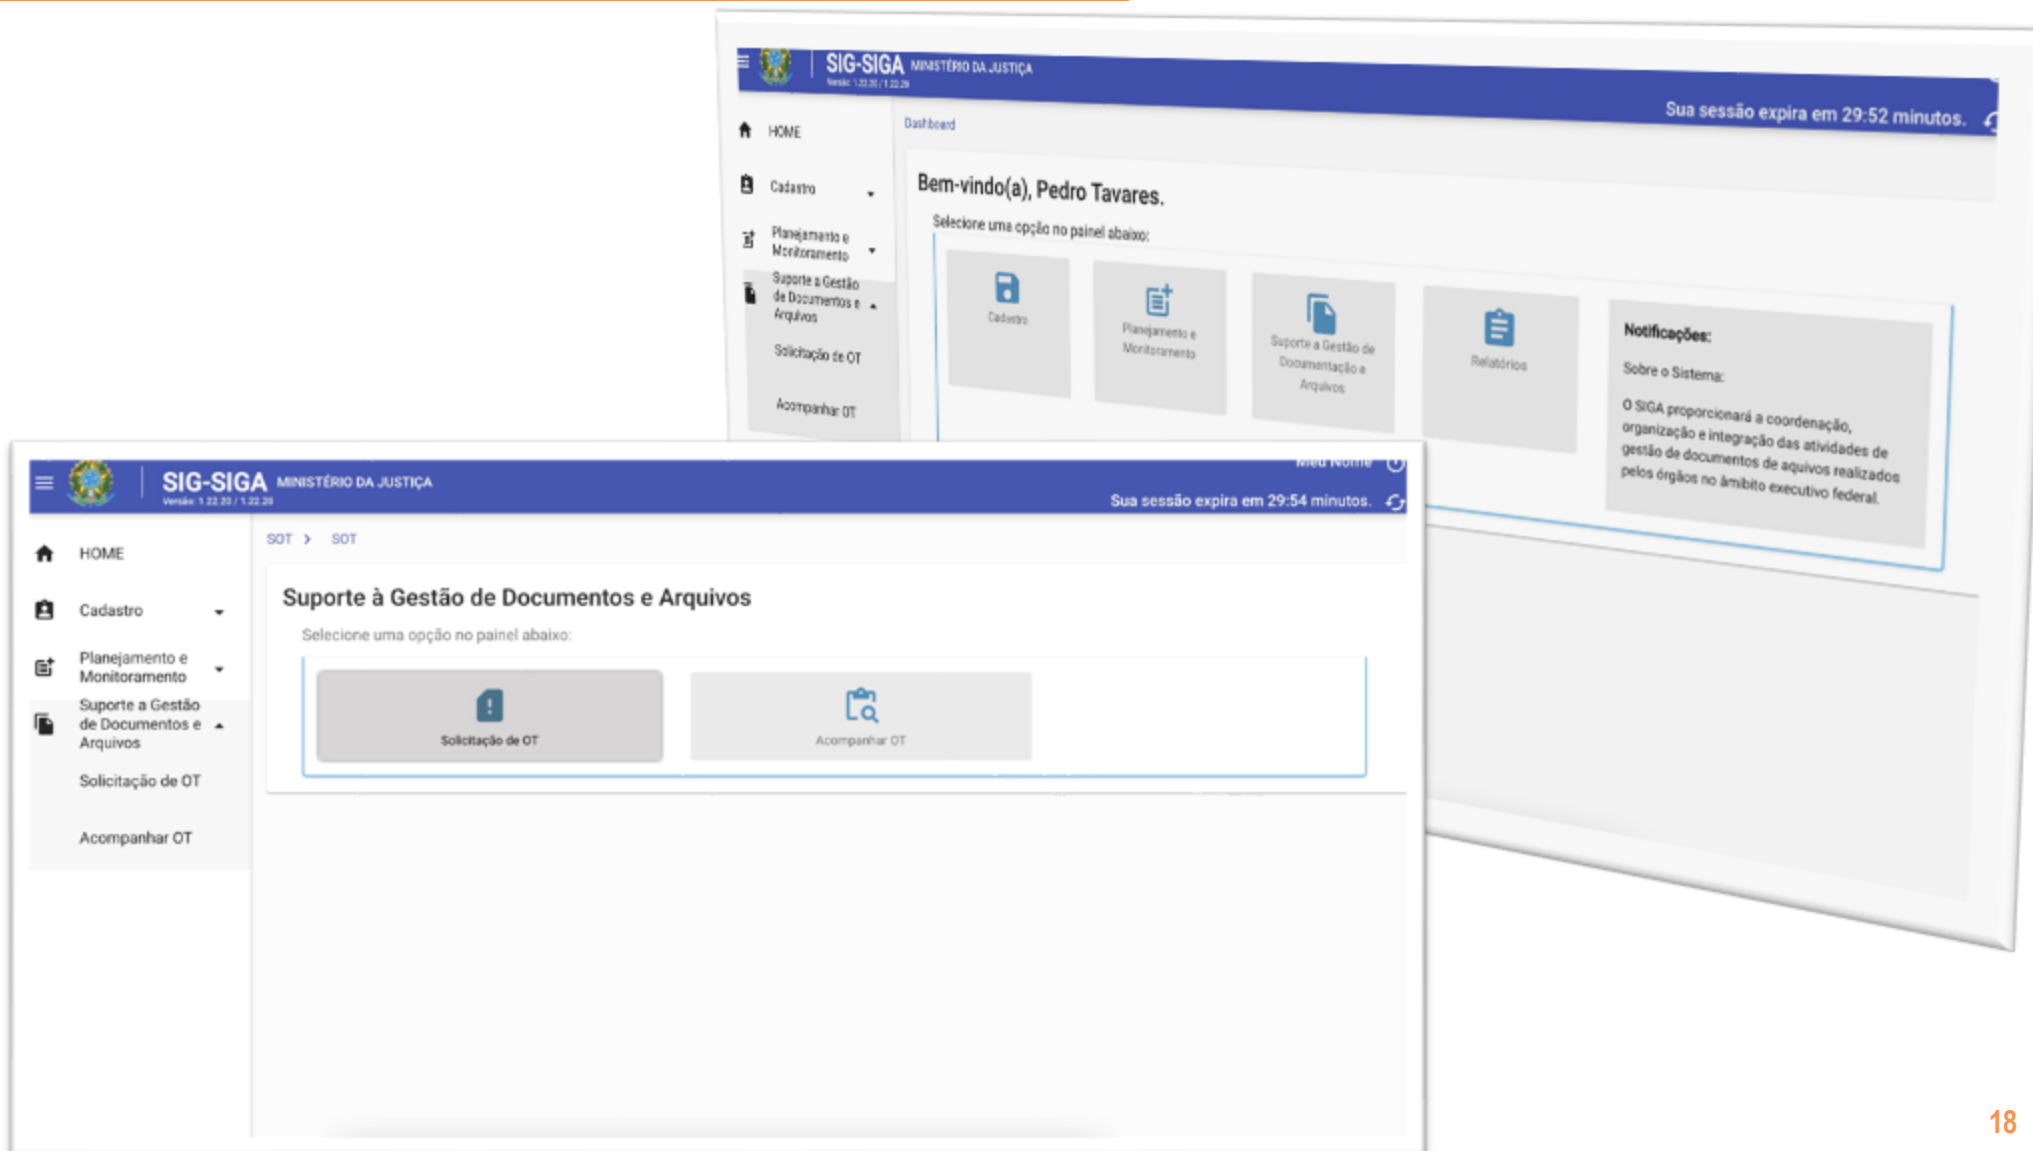 SIG-SIGA MINISTÉRIO DA JUSTIÇA
Sua sessão expira em 29:52 minutos.
HOME
Cadastro
Planejamento e
Monitoramento
Suporte a Gestão
de Documentos e
Arquivos
Solicitação de OT
Acompanhar OT
Dashboard
Bem-vindo(a), Pedro Tavares.
Selecione uma opção no painel abaixo:
Cadastro
Planejamento e
Monitoramento
Suporte a Gestão de
Documentação e
Arquivos
Relatórios
Notificações:
Sobre o Sistema:
O SIGA proporcionará a coordenação,
organização e integração das atividades de
gestão de documentos de aquivos realizados
pelos órgãos no âmbito executivo federal.
SIG-SIGA MINISTÉRIO DA JUSTIÇA
Versão: 1.22.20 / 1.22.20
Meu Nome
Sua sessão expira em 29:54 minutos.
HOME
Cadastro
Planejamento e
Monitoramento
Suporte a Gestão
de Documentos e
Arquivos
Solicitação de OT
Acompanhar OT
SOT > SOT
Suporte à Gestão de Documentos e Arquivos
Selecione uma opção no painel abaixo:
Solicitação de OT
Acompanhar OT
18